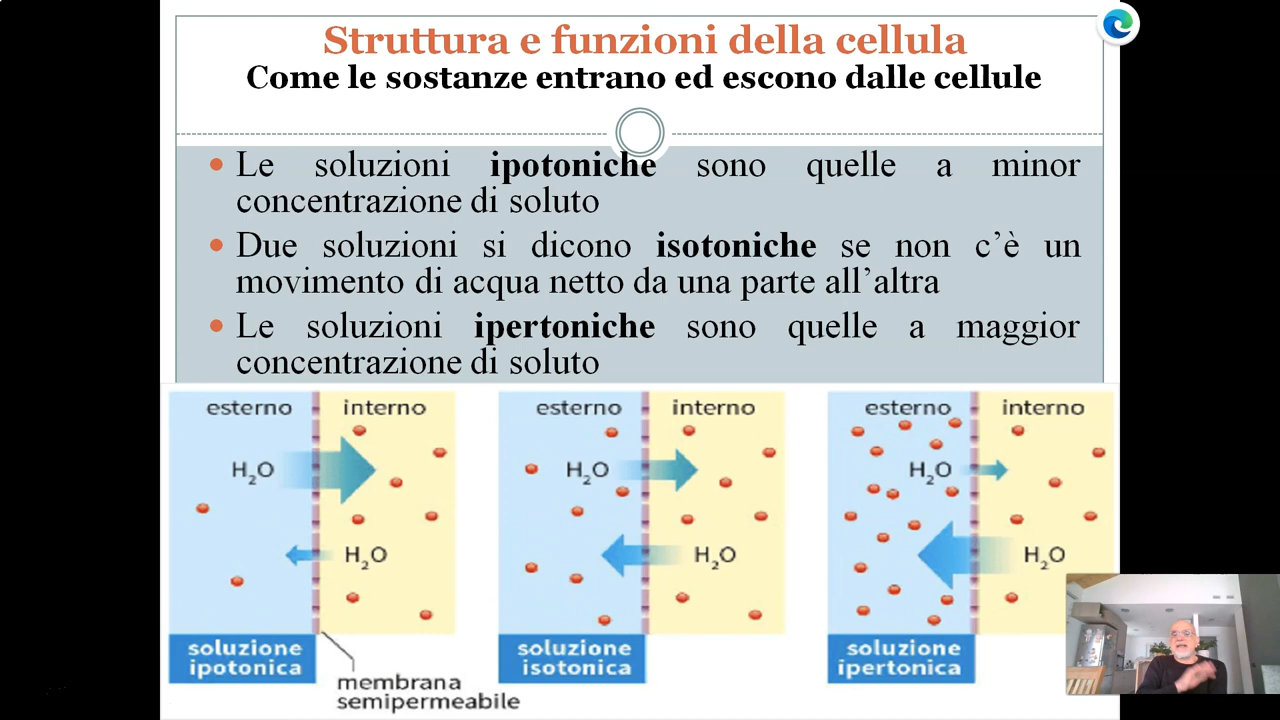 Struttura e funzioni della cellula
Come le sostanze entrano ed escono dalle cellule
• Le soluzioni ipotoniche sono quelle a minor
concentrazione di soluto
• Due soluzioni si dicono isotoniche se non c'è un
movimento di acqua netto da una parte all'altra
• Le soluzioni ipertoniche sono quelle a maggior
concentrazione di soluto
esterno interno
H₂O
H₂O
soluzione
ipotonica
membrana
semipermeabile
esterno interno
H₂O
H₂O
soluzione
isotonica
esterno interno
H₂O
H₂O
soluzione
ipertonica